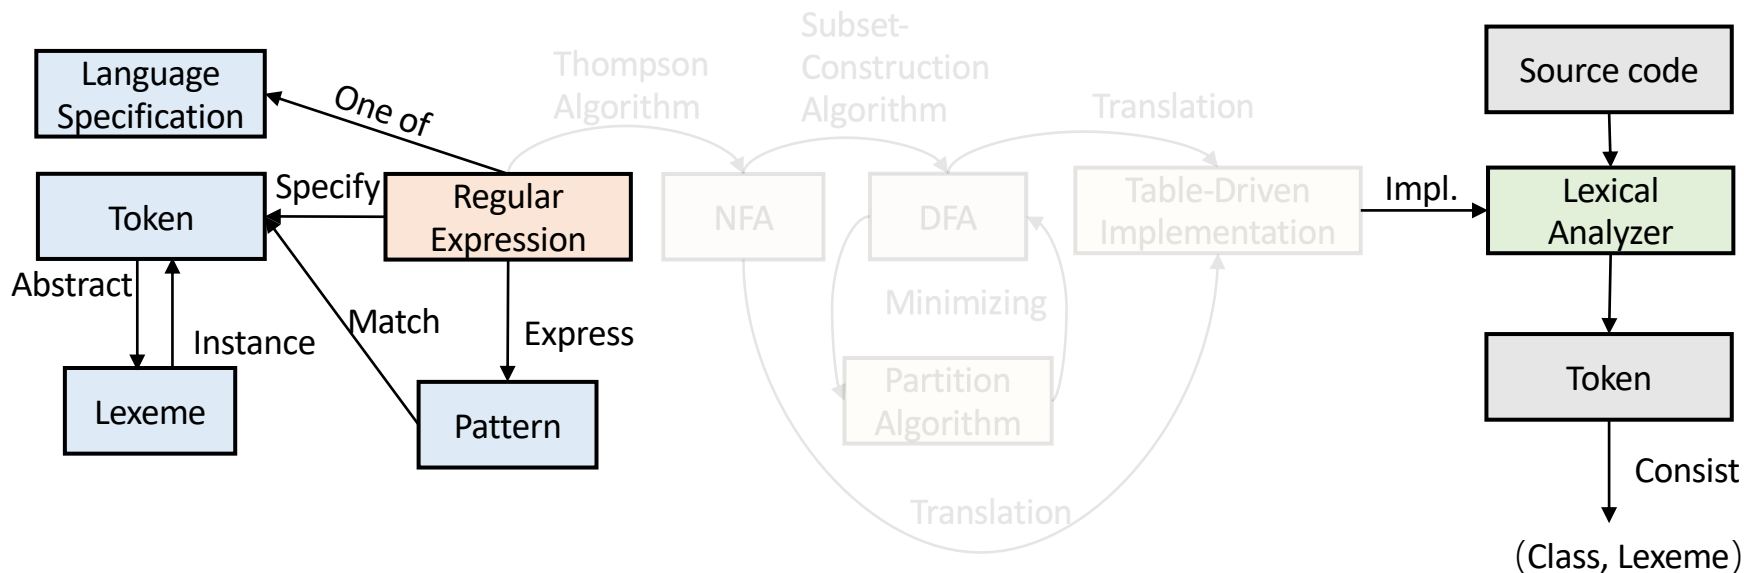 Language
Specification
One of
Thompson
Algorithm
Subset-
Construction
Algorithm
Translation
Source code
Token
Specify
Regular
Expression
NFA
DFA
Table-Driven
Implementation
Impl.
Lexical
Analyzer
Abstract
Instance
Match
Express
Minimizing
Lexeme
Pattern
Partition
Algorithm
Token
Translation
Consist
(Class, Lexeme)